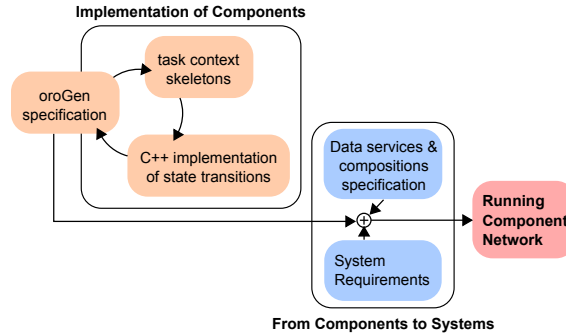 Implementation of Components
task context
skeletons
oroGen
specification
C++ implementation
of state transitions
Data services &
compositions
specification
Running
Component
Network
System
Requirements
From Components to Systems